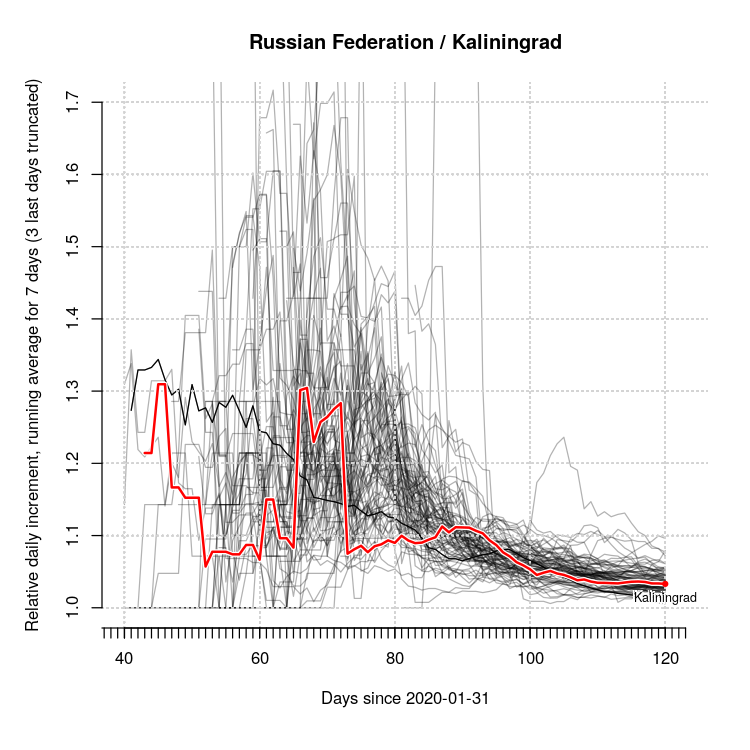 Russian Federation / Kaliningrad
Relative daily increment, running average for 7 days (3 last days truncated)
1.7
1.6
1.5
1.4
1.3
1.2
1.1
1.0
Kaliningrad
40 60 80 100 120
Days since 2020-01-31